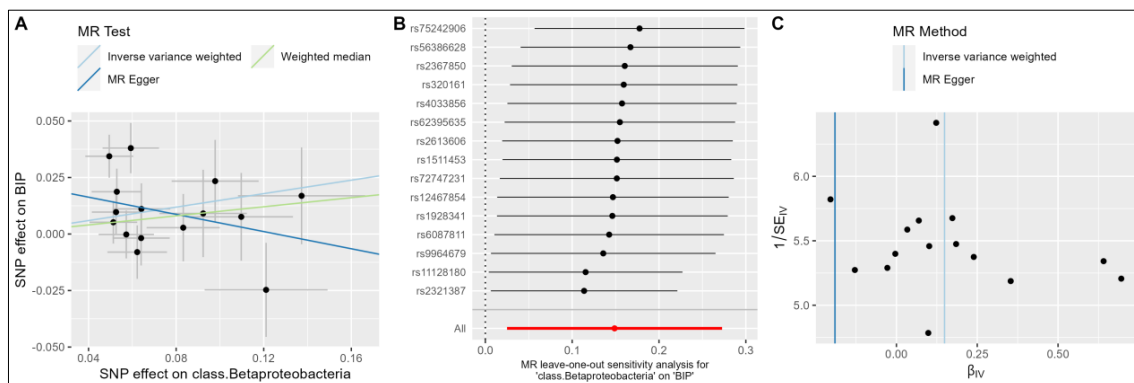 A
MR Test
Inverse variance weighted
Weighted median
MR Egger
0.050
0.025
0.000
-0.025
-0.050
SNP effect on BIP
0.04
0.08
0.12
0.16
SNP effect on class.Betaproteobacteria
B
rs75242906
rs56386628
rs2367850
rs320161
rs4033856
rs62395635
rs2613606
rs1511453
rs72747231
rs12467854
rs1928341
rs6087811
rs9964679
rs11128180
rs2321387
All
0.0
0.1
0.2
0.3
MR leave-one-out sensitivity analysis for
'class.Betaproteobacteria' on 'BIP'
C
MR Method
Inverse variance weighted
MR Egger
6.0
5.5
5.0
1/SE_IV
0.00
0.25
0.50
β_IV